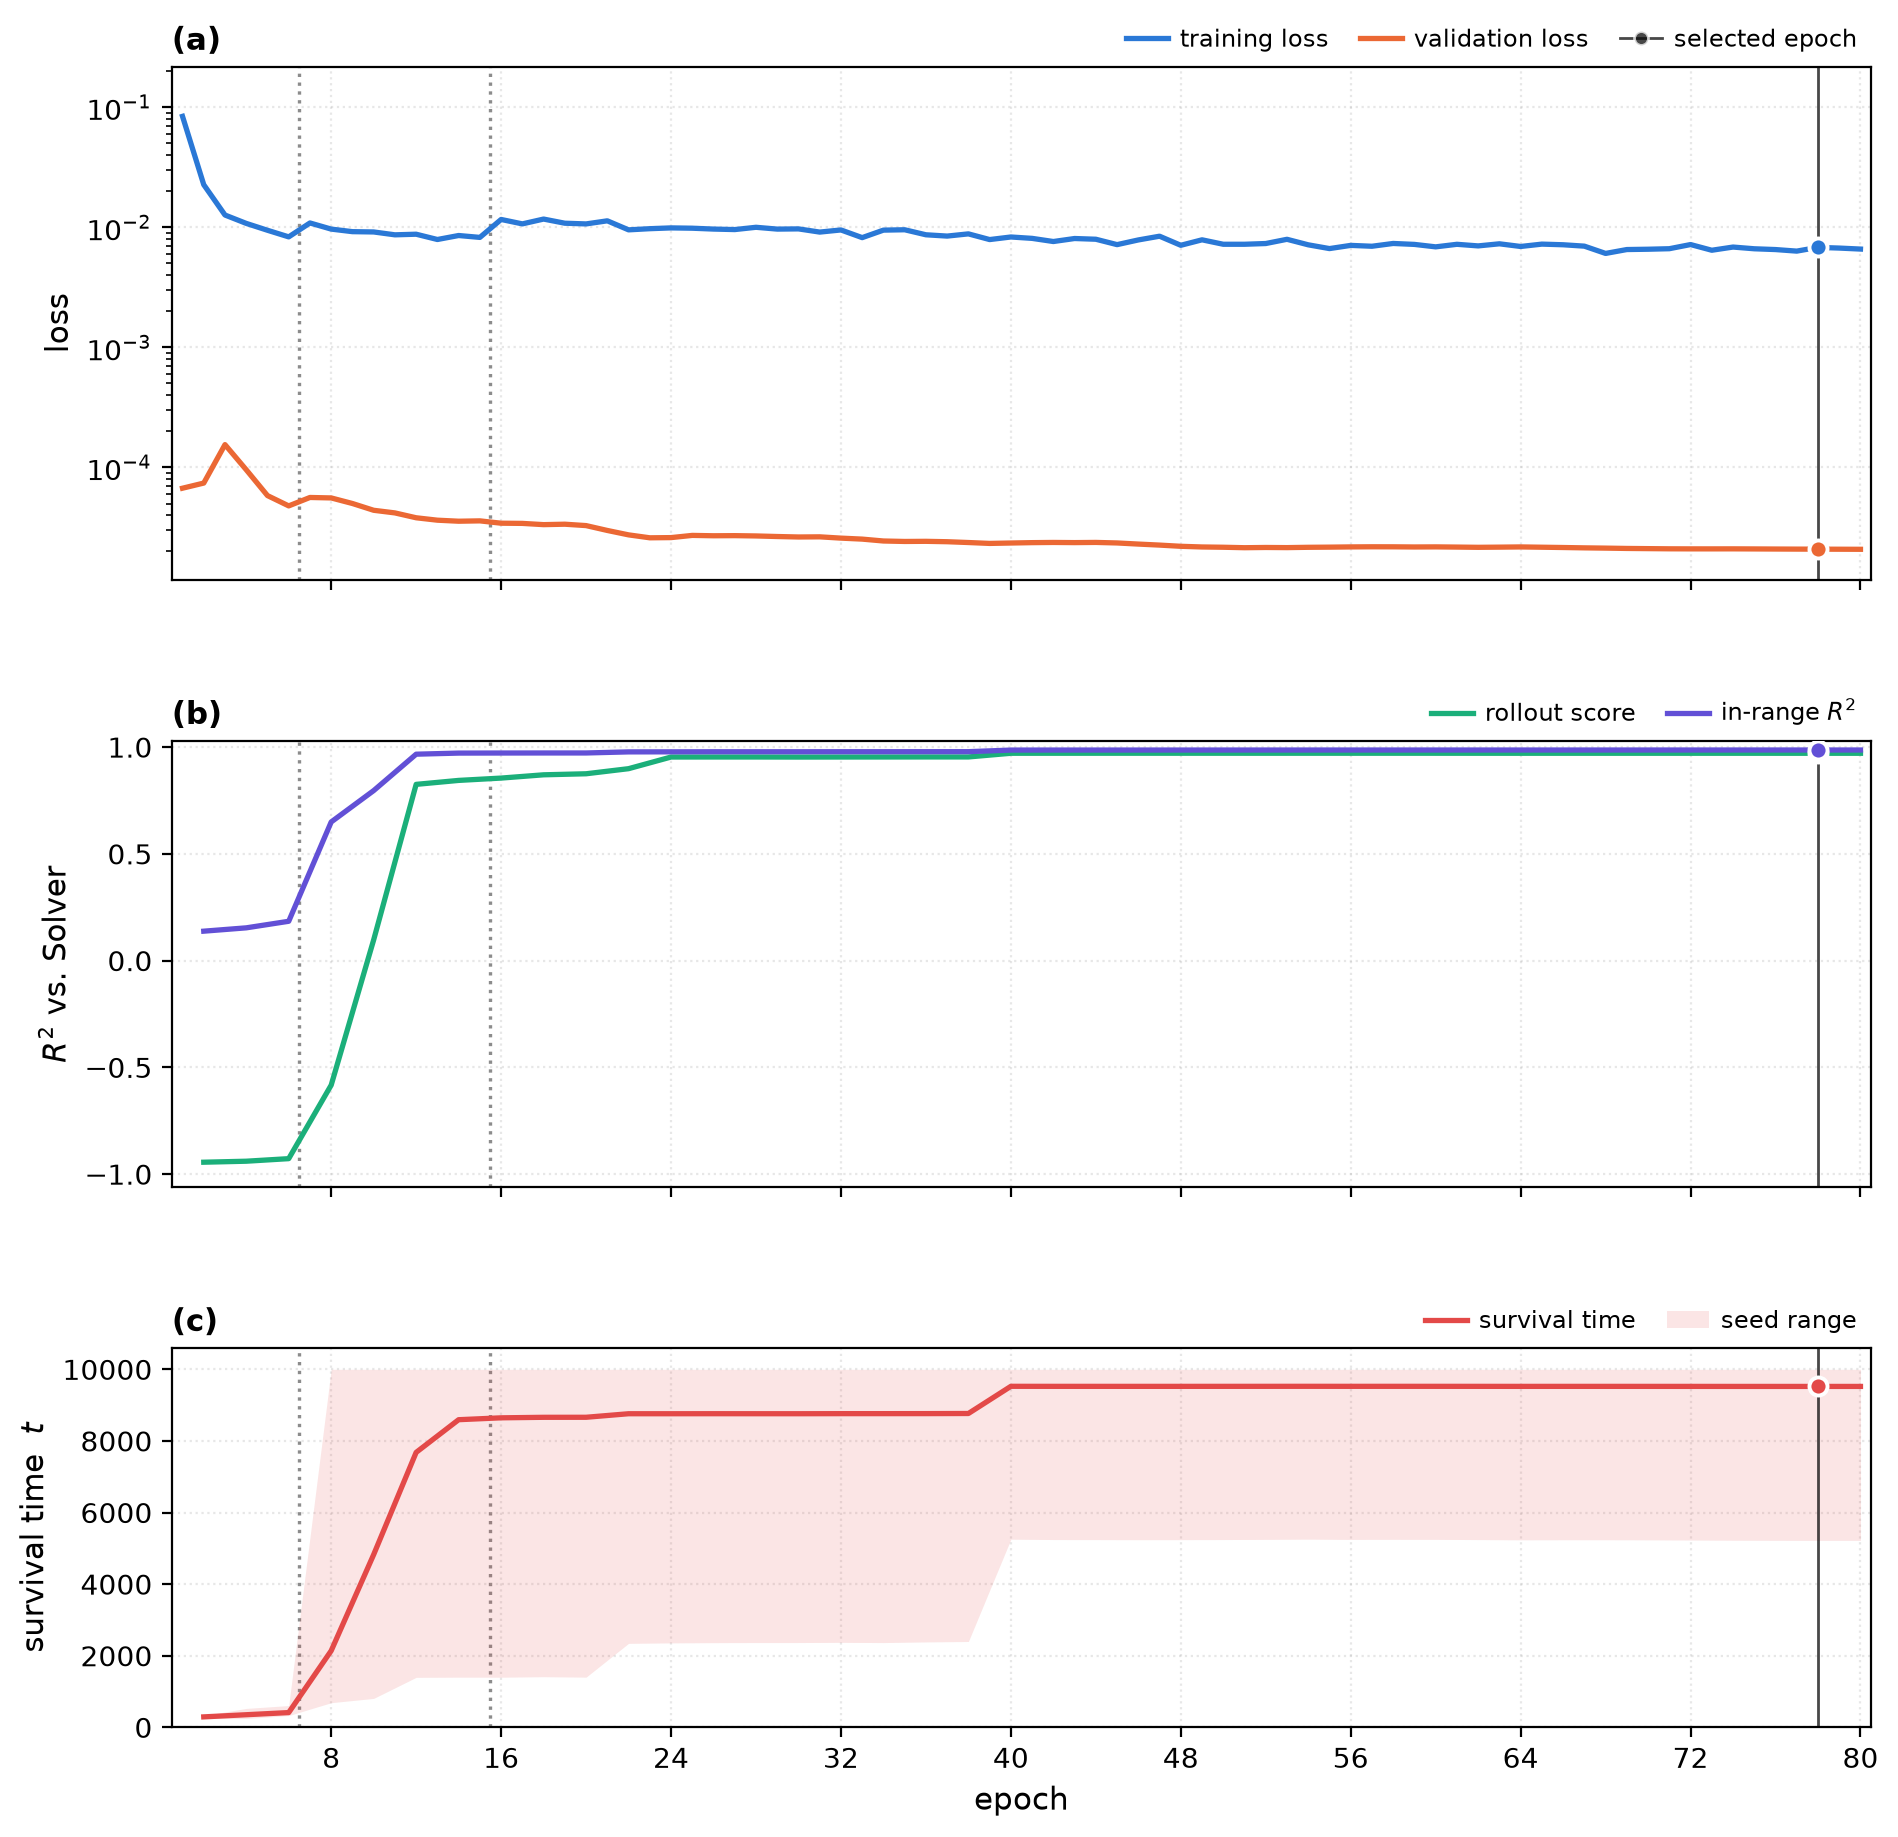 (a) training loss validation loss selected epoch
10⁻¹
10⁻²
10⁻³
10⁻⁴
loss
(b) rollout score in-range R²
1.0
0.5
0.0
−0.5
−1.0
R² vs. Solver
(c) survival time seed range
10000
8000
6000
4000
2000
0
survival time t
8 16 24 32 40 48 56 64 72 80
epoch